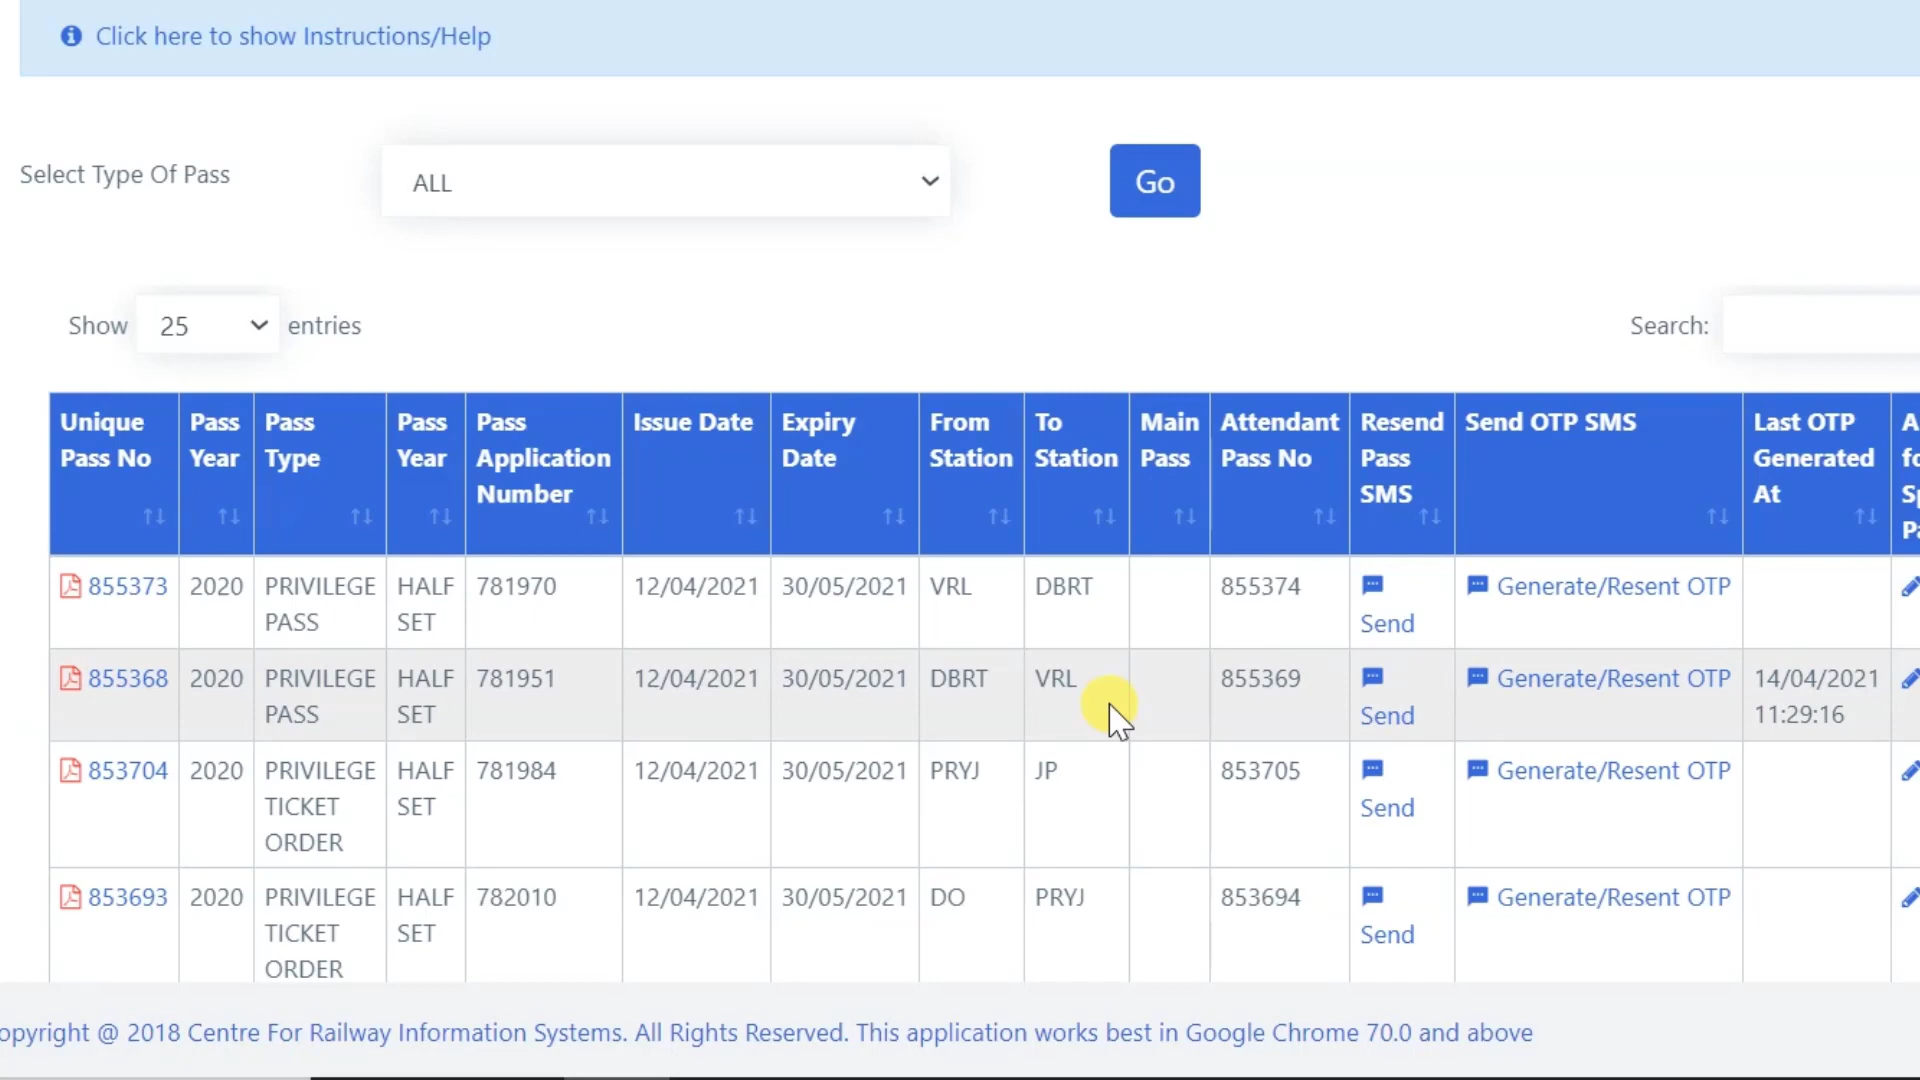 Click here to show Instructions/Help
Select Type Of Pass
ALL
Go
Show 25 entries
Search:
Unique Pass No
Pass Year
Pass Type
Pass Year
Pass Application Number
Issue Date
Expiry Date
From Station
To Station
Main Pass
Attendant Pass No
Resend Pass SMS
Send OTP SMS
Last OTP Generated At
855373 2020 PRIVILEGE PASS HALF SET 781970 12/04/2021 30/05/2021 VRL DBRT 855374 Send Generate/Resent OTP
855368 2020 PRIVILEGE PASS HALF SET 781951 12/04/2021 30/05/2021 DBRT VRL 855369 Send Generate/Resent OTP 14/04/2021 11:29:16
853704 2020 PRIVILEGE TICKET ORDER HALF SET 781984 12/04/2021 30/05/2021 PRYJ JP 853705 Send Generate/Resent OTP
853693 2020 PRIVILEGE TICKET ORDER HALF SET 782010 12/04/2021 30/05/2021 DO PRYJ 853694 Send Generate/Resent OTP
opyright @ 2018 Centre For Railway Information Systems. All Rights Reserved. This application works best in Google Chrome 70.0 and above